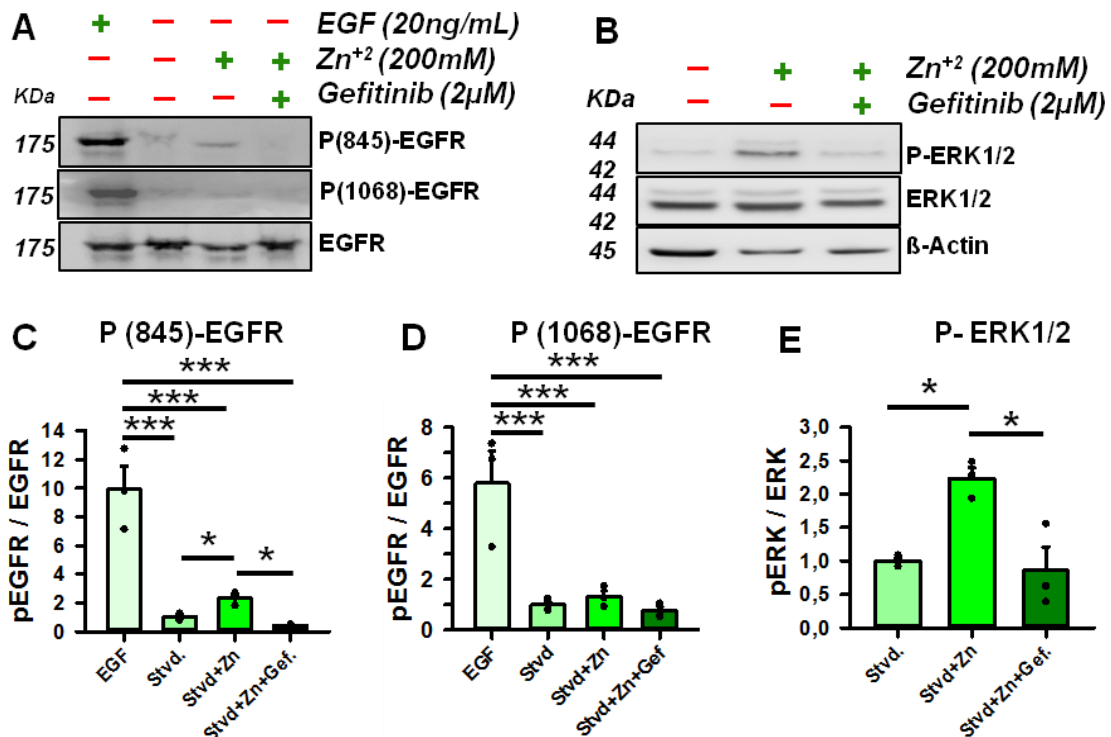 A
+ − − − EGF (20ng/mL)
− − + + Zn⁺² (200mM)
KDa − − − + Gefitinib (2µM)
175 P(845)-EGFR
175 P(1068)-EGFR
175 EGFR
B
− + + Zn⁺² (200mM)
KDa − − + Gefitinib (2µM)
44
42 P-ERK1/2
44
42 ERK1/2
45 ß-Actin
C P (845)-EGFR
***
***
***
*
*
pEGFR / EGFR
14
12
10
8
6
4
2
0
EGF
Stvd.
Stvd+Zn
Stvd+Zn+Gef.
D P (1068)-EGFR
***
***
***
pEGFR / EGFR
8
6
4
2
0
EGF
Stvd
Stvd+Zn
Stvd+Zn+Gef.
E P- ERK1/2
*
*
pERK / ERK
3,0
2,5
2,0
1,5
1,0
0,5
0,0
Stvd.
Stvd+Zn
Stvd+Zn+Gef.